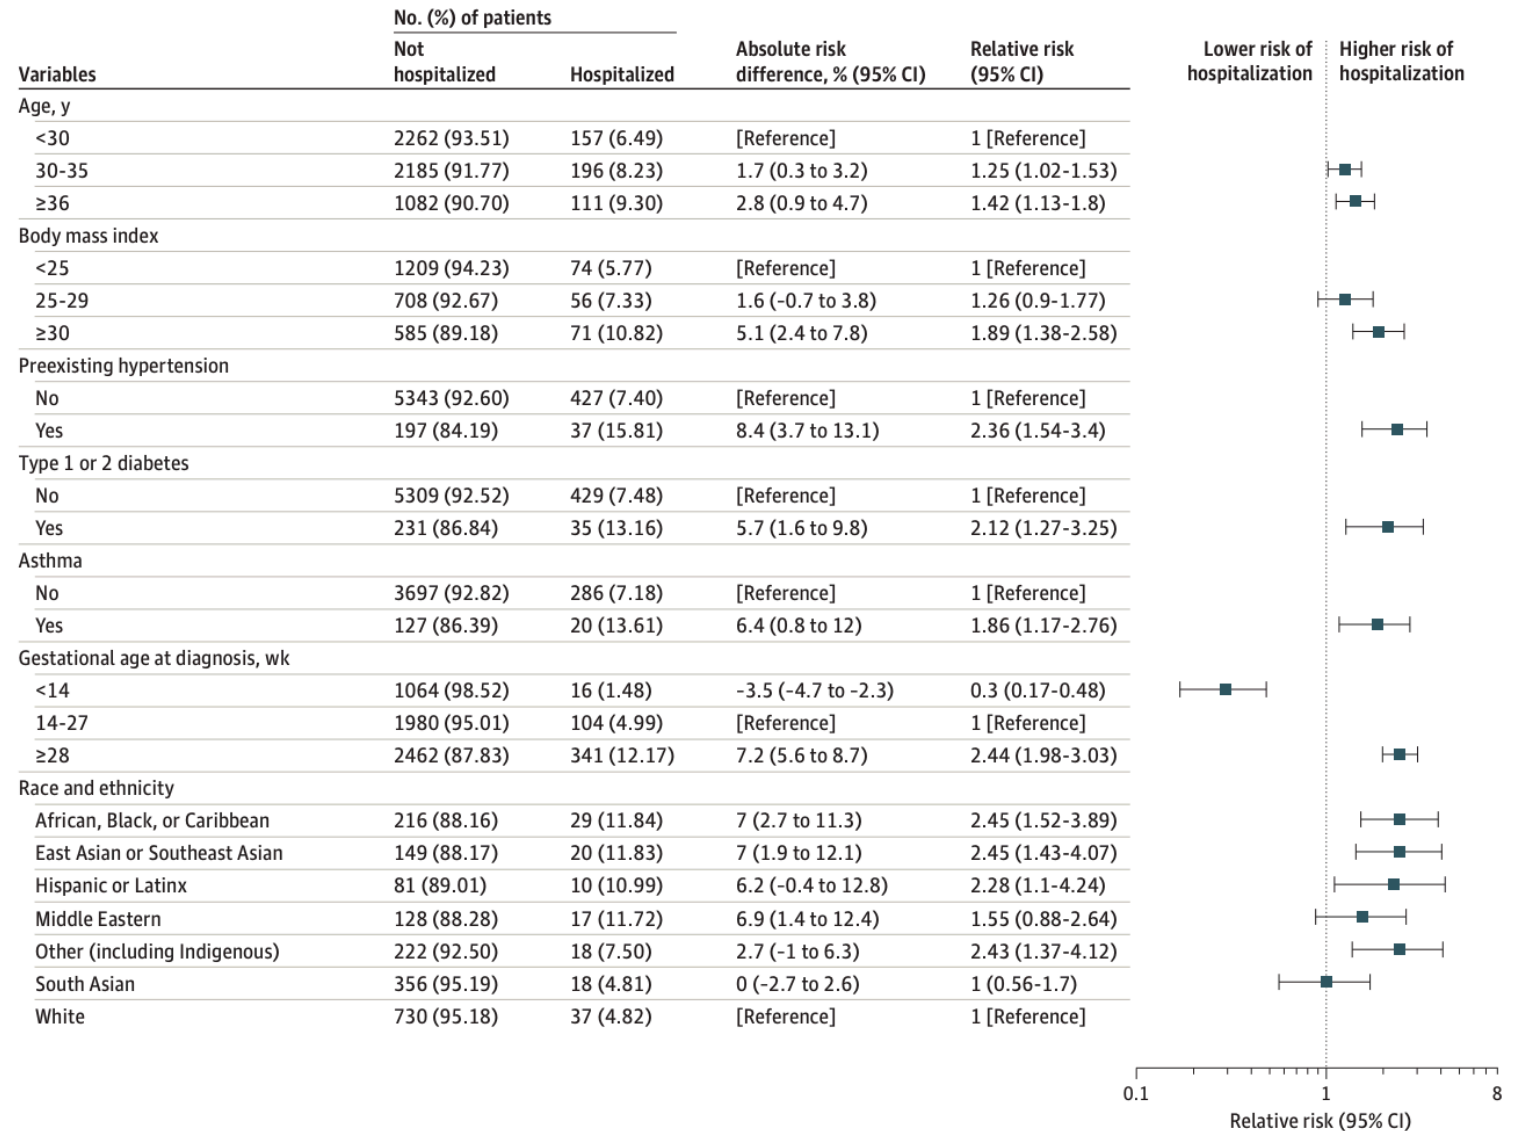 No. (%) of patients
Not Absolute risk Relative risk Lower risk of Higher risk of
Variables hospitalized Hospitalized difference, % (95% CI) (95% CI) hospitalization hospitalization
Age, y
<30 2262 (93.51) 157 (6.49) [Reference] 1 [Reference]
30-35 2185 (91.77) 196 (8.23) 1.7 (0.3 to 3.2) 1.25 (1.02-1.53)
≥36 1082 (90.70) 111 (9.30) 2.8 (0.9 to 4.7) 1.42 (1.13-1.8)
Body mass index
<25 1209 (94.23) 74 (5.77) [Reference] 1 [Reference]
25-29 708 (92.67) 56 (7.33) 1.6 (-0.7 to 3.8) 1.26 (0.9-1.77)
≥30 585 (89.18) 71 (10.82) 5.1 (2.4 to 7.8) 1.89 (1.38-2.58)
Preexisting hypertension
No 5343 (92.60) 427 (7.40) [Reference] 1 [Reference]
Yes 197 (84.19) 37 (15.81) 8.4 (3.7 to 13.1) 2.36 (1.54-3.4)
Type 1 or 2 diabetes
No 5309 (92.52) 429 (7.48) [Reference] 1 [Reference]
Yes 231 (86.84) 35 (13.16) 5.7 (1.6 to 9.8) 2.12 (1.27-3.25)
Asthma
No 3697 (92.82) 286 (7.18) [Reference] 1 [Reference]
Yes 127 (86.39) 20 (13.61) 6.4 (0.8 to 12) 1.86 (1.17-2.76)
Gestational age at diagnosis, wk
<14 1064 (98.52) 16 (1.48) -3.5 (-4.7 to -2.3) 0.3 (0.17-0.48)
14-27 1980 (95.01) 104 (4.99) [Reference] 1 [Reference]
≥28 2462 (87.83) 341 (12.17) 7.2 (5.6 to 8.7) 2.44 (1.98-3.03)
Race and ethnicity
African, Black, or Caribbean 216 (88.16) 29 (11.84) 7 (2.7 to 11.3) 2.45 (1.52-3.89)
East Asian or Southeast Asian 149 (88.17) 20 (11.83) 7 (1.9 to 12.1) 2.45 (1.43-4.07)
Hispanic or Latinx 81 (89.01) 10 (10.99) 6.2 (-0.4 to 12.8) 2.28 (1.1-4.24)
Middle Eastern 128 (88.28) 17 (11.72) 6.9 (1.4 to 12.4) 1.55 (0.88-2.64)
Other (including Indigenous) 222 (92.50) 18 (7.50) 2.7 (-1 to 6.3) 2.43 (1.37-4.12)
South Asian 356 (95.19) 18 (4.81) 0 (-2.7 to 2.6) 1 (0.56-1.7)
White 730 (95.18) 37 (4.82) [Reference] 1 [Reference]
0.1 1 8
Relative risk (95% CI)